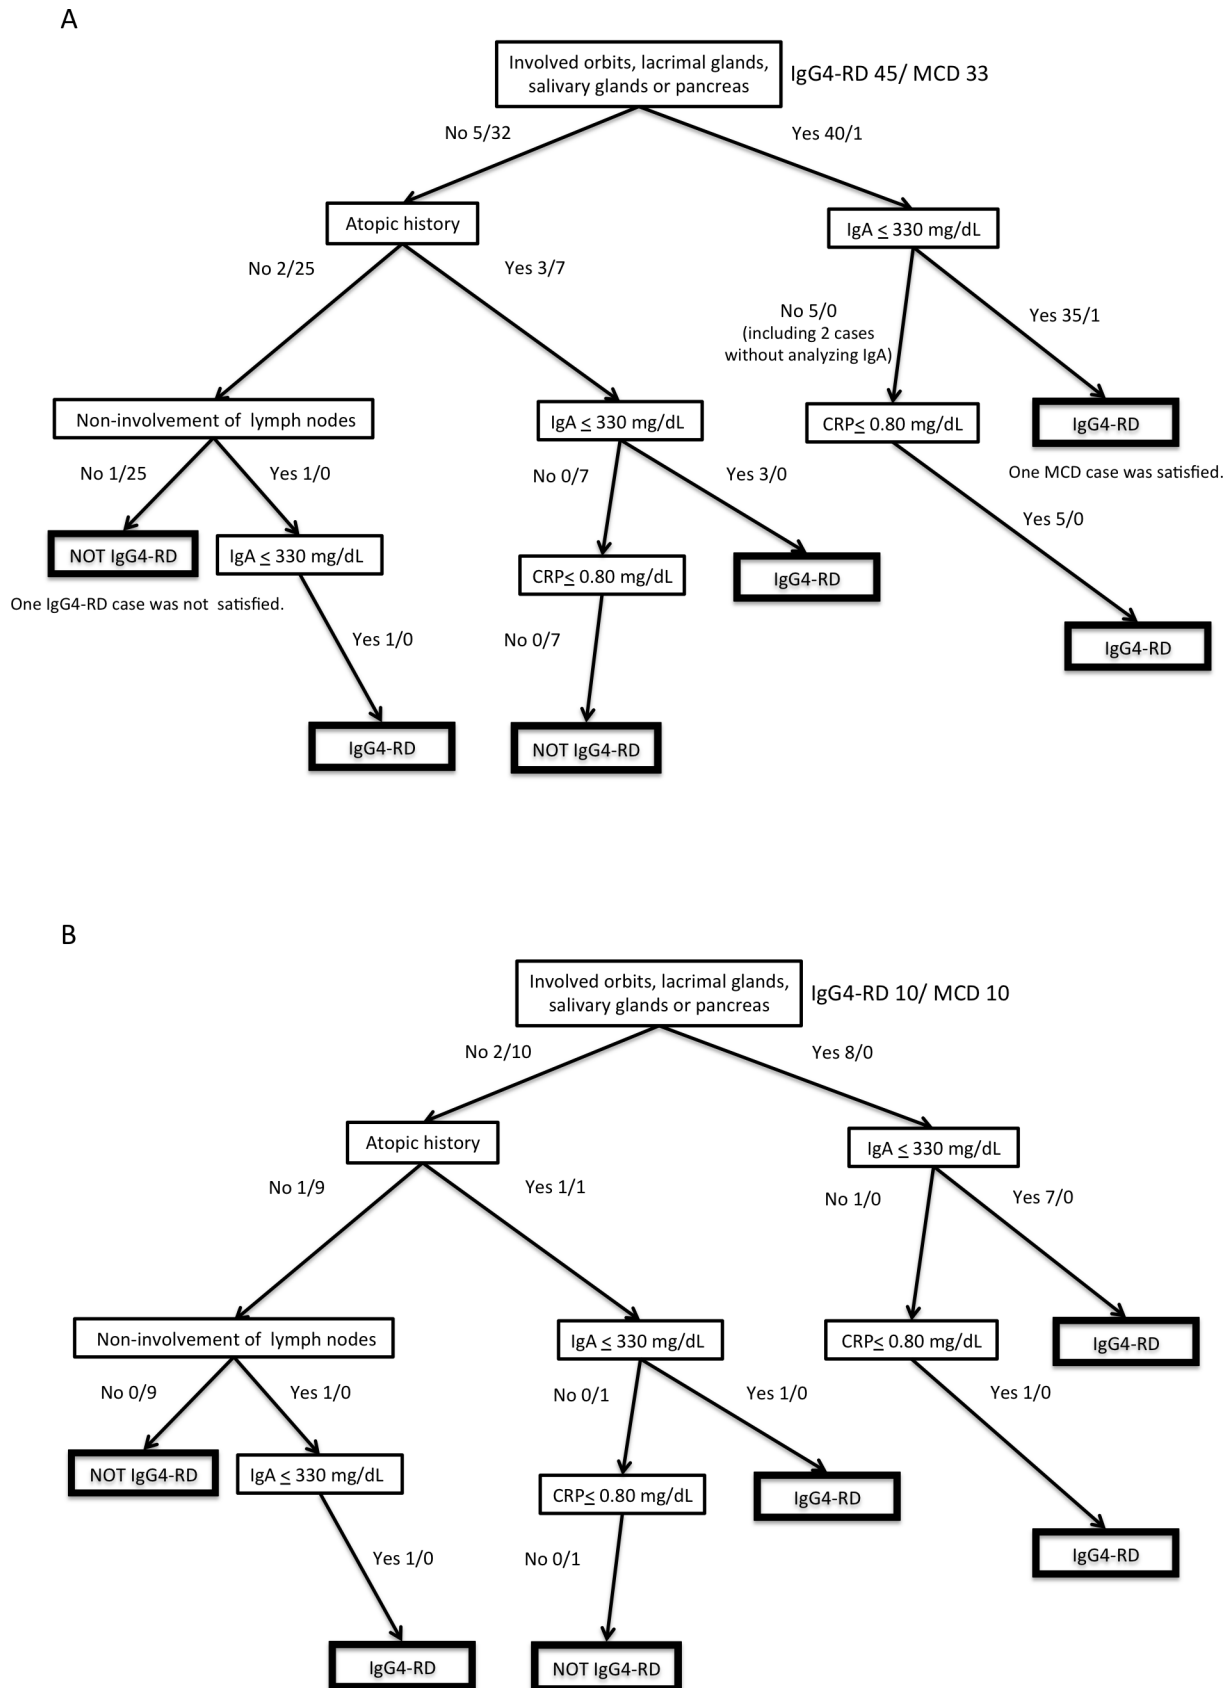 A
Involved orbits, lacrimal glands,
salivary glands or pancreas
IgG4-RD 45/ MCD 33
No 5/32
Yes 40/1
Atopic history
IgA ≤ 330 mg/dL
No 2/25
Yes 3/7
No 5/0
(including 2 cases
without analyzing IgA)
Yes 35/1
Non-involvement of lymph nodes
IgA ≤ 330 mg/dL
CRP≤ 0.80 mg/dL
IgG4-RD
One MCD case was satisfied.
No 1/25
Yes 1/0
No 0/7
Yes 3/0
Yes 5/0
NOT IgG4-RD
One IgG4-RD case was not satisfied.
IgA ≤ 330 mg/dL
CRP≤ 0.80 mg/dL
IgG4-RD
IgG4-RD
Yes 1/0
No 0/7
IgG4-RD
NOT IgG4-RD
B
Involved orbits, lacrimal glands,
salivary glands or pancreas
IgG4-RD 10/ MCD 10
No 2/10
Yes 8/0
Atopic history
IgA ≤ 330 mg/dL
No 1/9
Yes 1/1
No 1/0
Yes 7/0
Non-involvement of lymph nodes
IgA ≤ 330 mg/dL
CRP≤ 0.80 mg/dL
IgG4-RD
No 0/9
Yes 1/0
No 0/1
Yes 1/0
Yes 1/0
NOT IgG4-RD
IgA ≤ 330 mg/dL
CRP≤ 0.80 mg/dL
IgG4-RD
IgG4-RD
Yes 1/0
No 0/1
IgG4-RD
NOT IgG4-RD